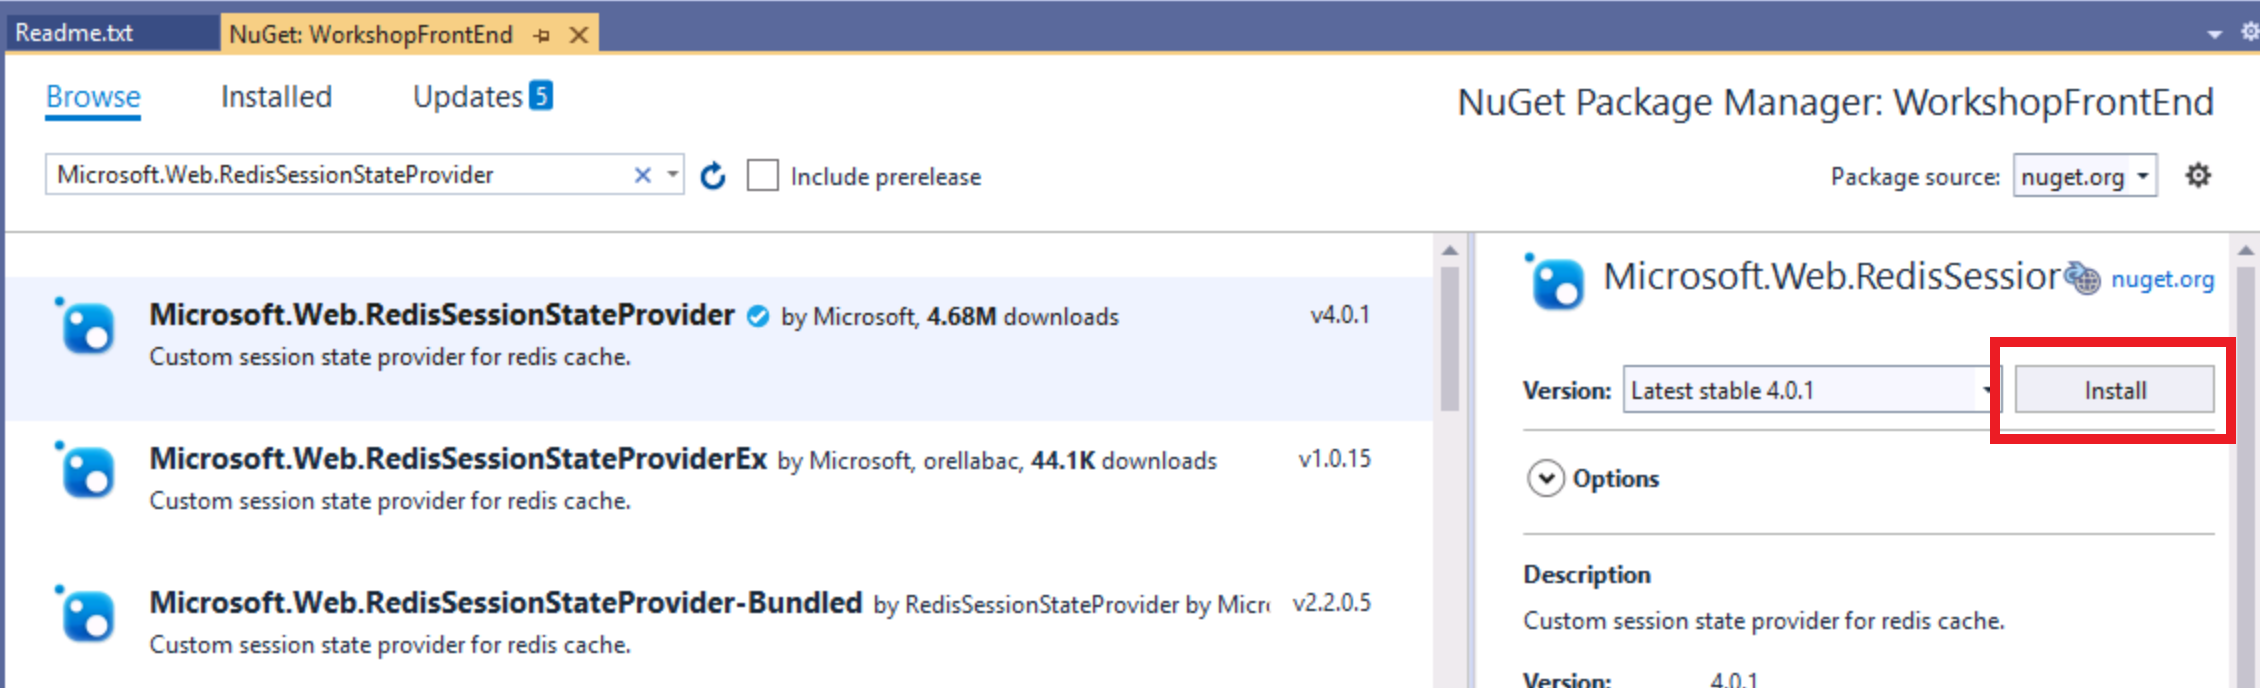 Readme.txt
NuGet: WorkshopFrontEnd
Browse Installed Updates 5
NuGet Package Manager: WorkshopFrontEnd
Microsoft.Web.RedisSessionStateProvider
Include prerelease
Package source: nuget.org
Microsoft.Web.RedisSessionStateProvider by Microsoft, 4.68M downloads v4.0.1
Custom session state provider for redis cache.
Microsoft.Web.RedisSessionStateProviderEx by Microsoft, orellabac, 44.1K downloads v1.0.15
Custom session state provider for redis cache.
Microsoft.Web.RedisSessionStateProvider-Bundled by RedisSessionStateProvider by Micr v2.2.0.5
Custom session state provider for redis cache.
Microsoft.Web.RedisSession nuget.org
Version: Latest stable 4.0.1 Install
Options
Description
Custom session state provider for redis cache.
Version: 4.0.1